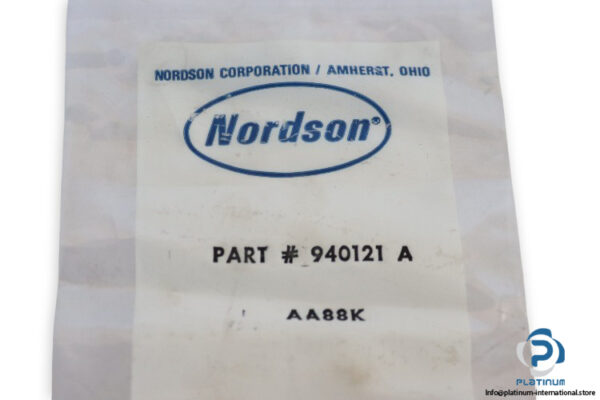 NORDSON CORPORATION / AMHERST, OHIO
Nordson®
PART # 940121 A
AA88K
PLATINUM
Info@platinum-international.store